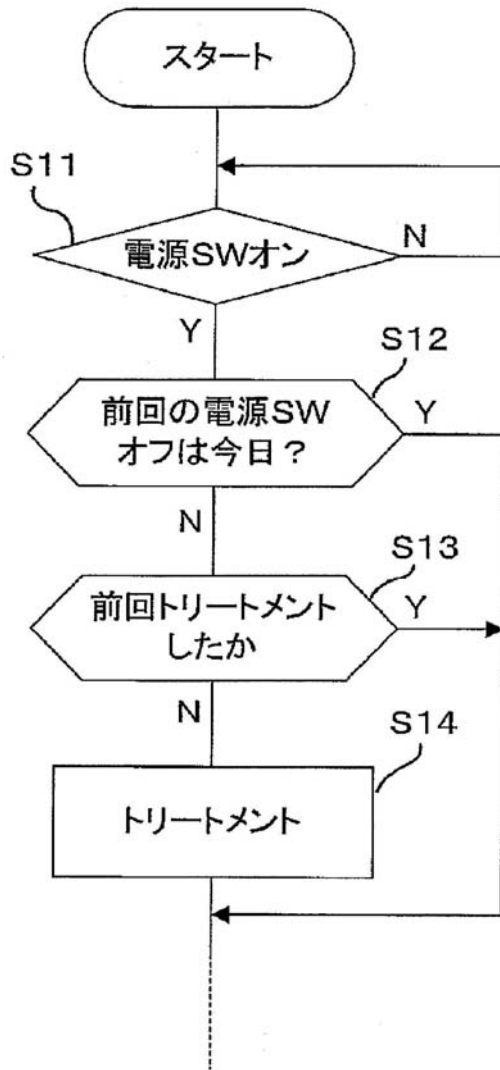 スタート
S11
電源SWオン
N
Y
S12
前回の電源SW
オフは今日？
Y
N
S13
前回トリートメント
したか
Y
N
S14
トリートメント